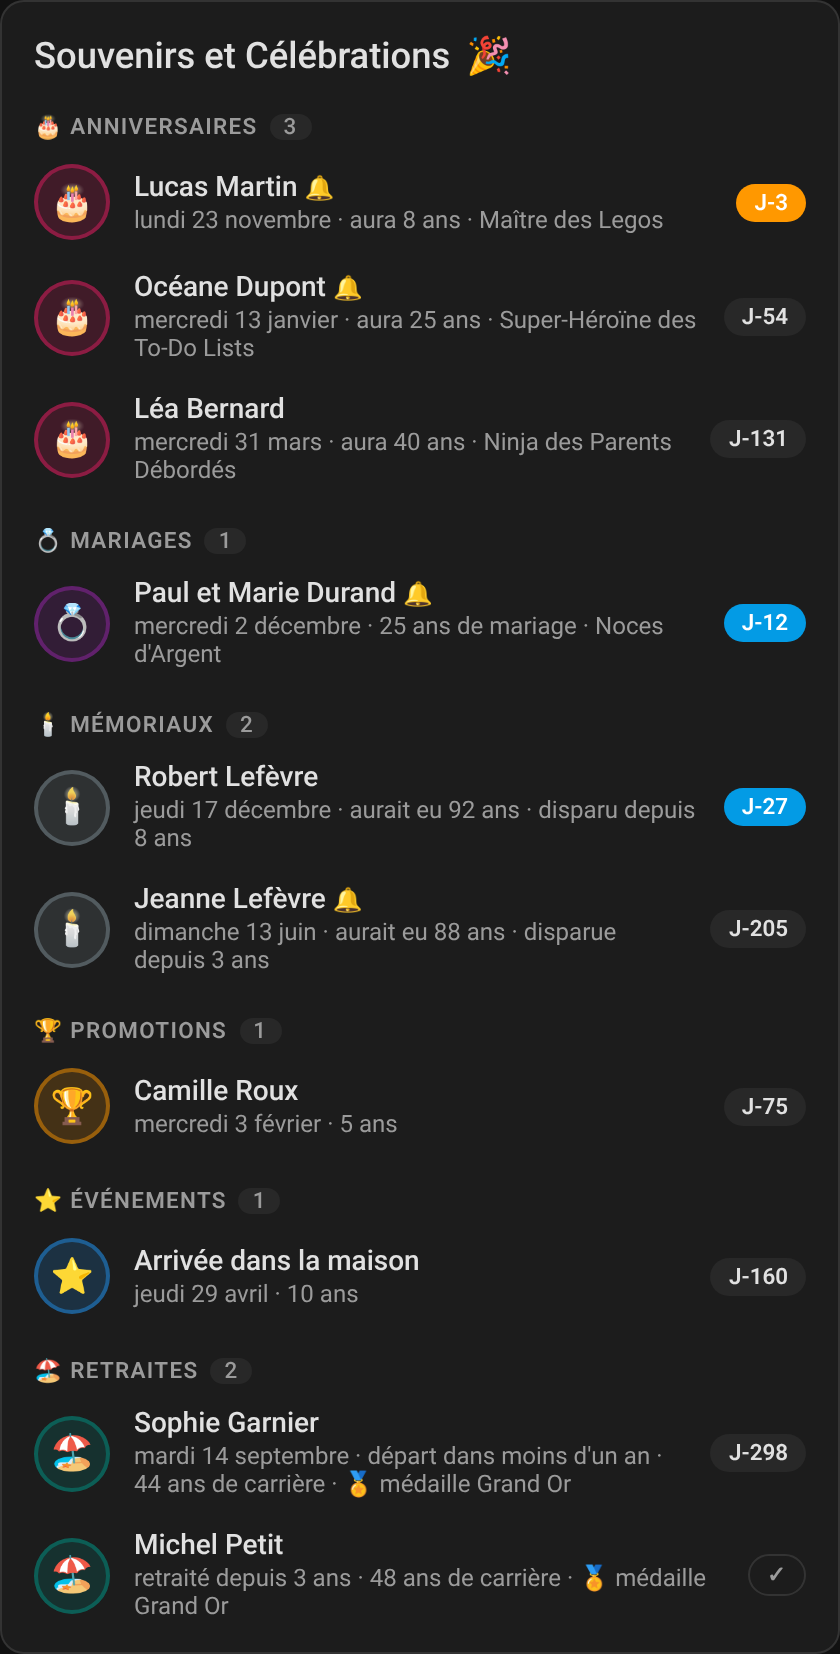 Souvenirs et Célébrations 🎉
🎂 ANNIVERSAIRES 3
Lucas Martin 🔔
lundi 23 novembre · aura 8 ans · Maître des Legos
J-3
Océane Dupont 🔔
mercredi 13 janvier · aura 25 ans · Super-Héroïne des
To-Do Lists
J-54
Léa Bernard
mercredi 31 mars · aura 40 ans · Ninja des Parents
Débordés
J-131
💍 MARIAGES 1
Paul et Marie Durand 🔔
mercredi 2 décembre · 25 ans de mariage · Noces
d'Argent
J-12
🕯️ MÉMORIAUX 2
Robert Lefèvre
jeudi 17 décembre · aurait eu 92 ans · disparu depuis
8 ans
J-27
Jeanne Lefèvre 🔔
dimanche 13 juin · aurait eu 88 ans · disparue
depuis 3 ans
J-205
🏆 PROMOTIONS 1
Camille Roux
mercredi 3 février · 5 ans
J-75
⭐ ÉVÉNEMENTS 1
Arrivée dans la maison
jeudi 29 avril · 10 ans
J-160
🏖️ RETRAITES 2
Sophie Garnier
mardi 14 septembre · départ dans moins d'un an ·
44 ans de carrière · 🏅 médaille Grand Or
J-298
Michel Petit
retraité depuis 3 ans · 48 ans de carrière · 🏅 médaille
Grand Or
✓